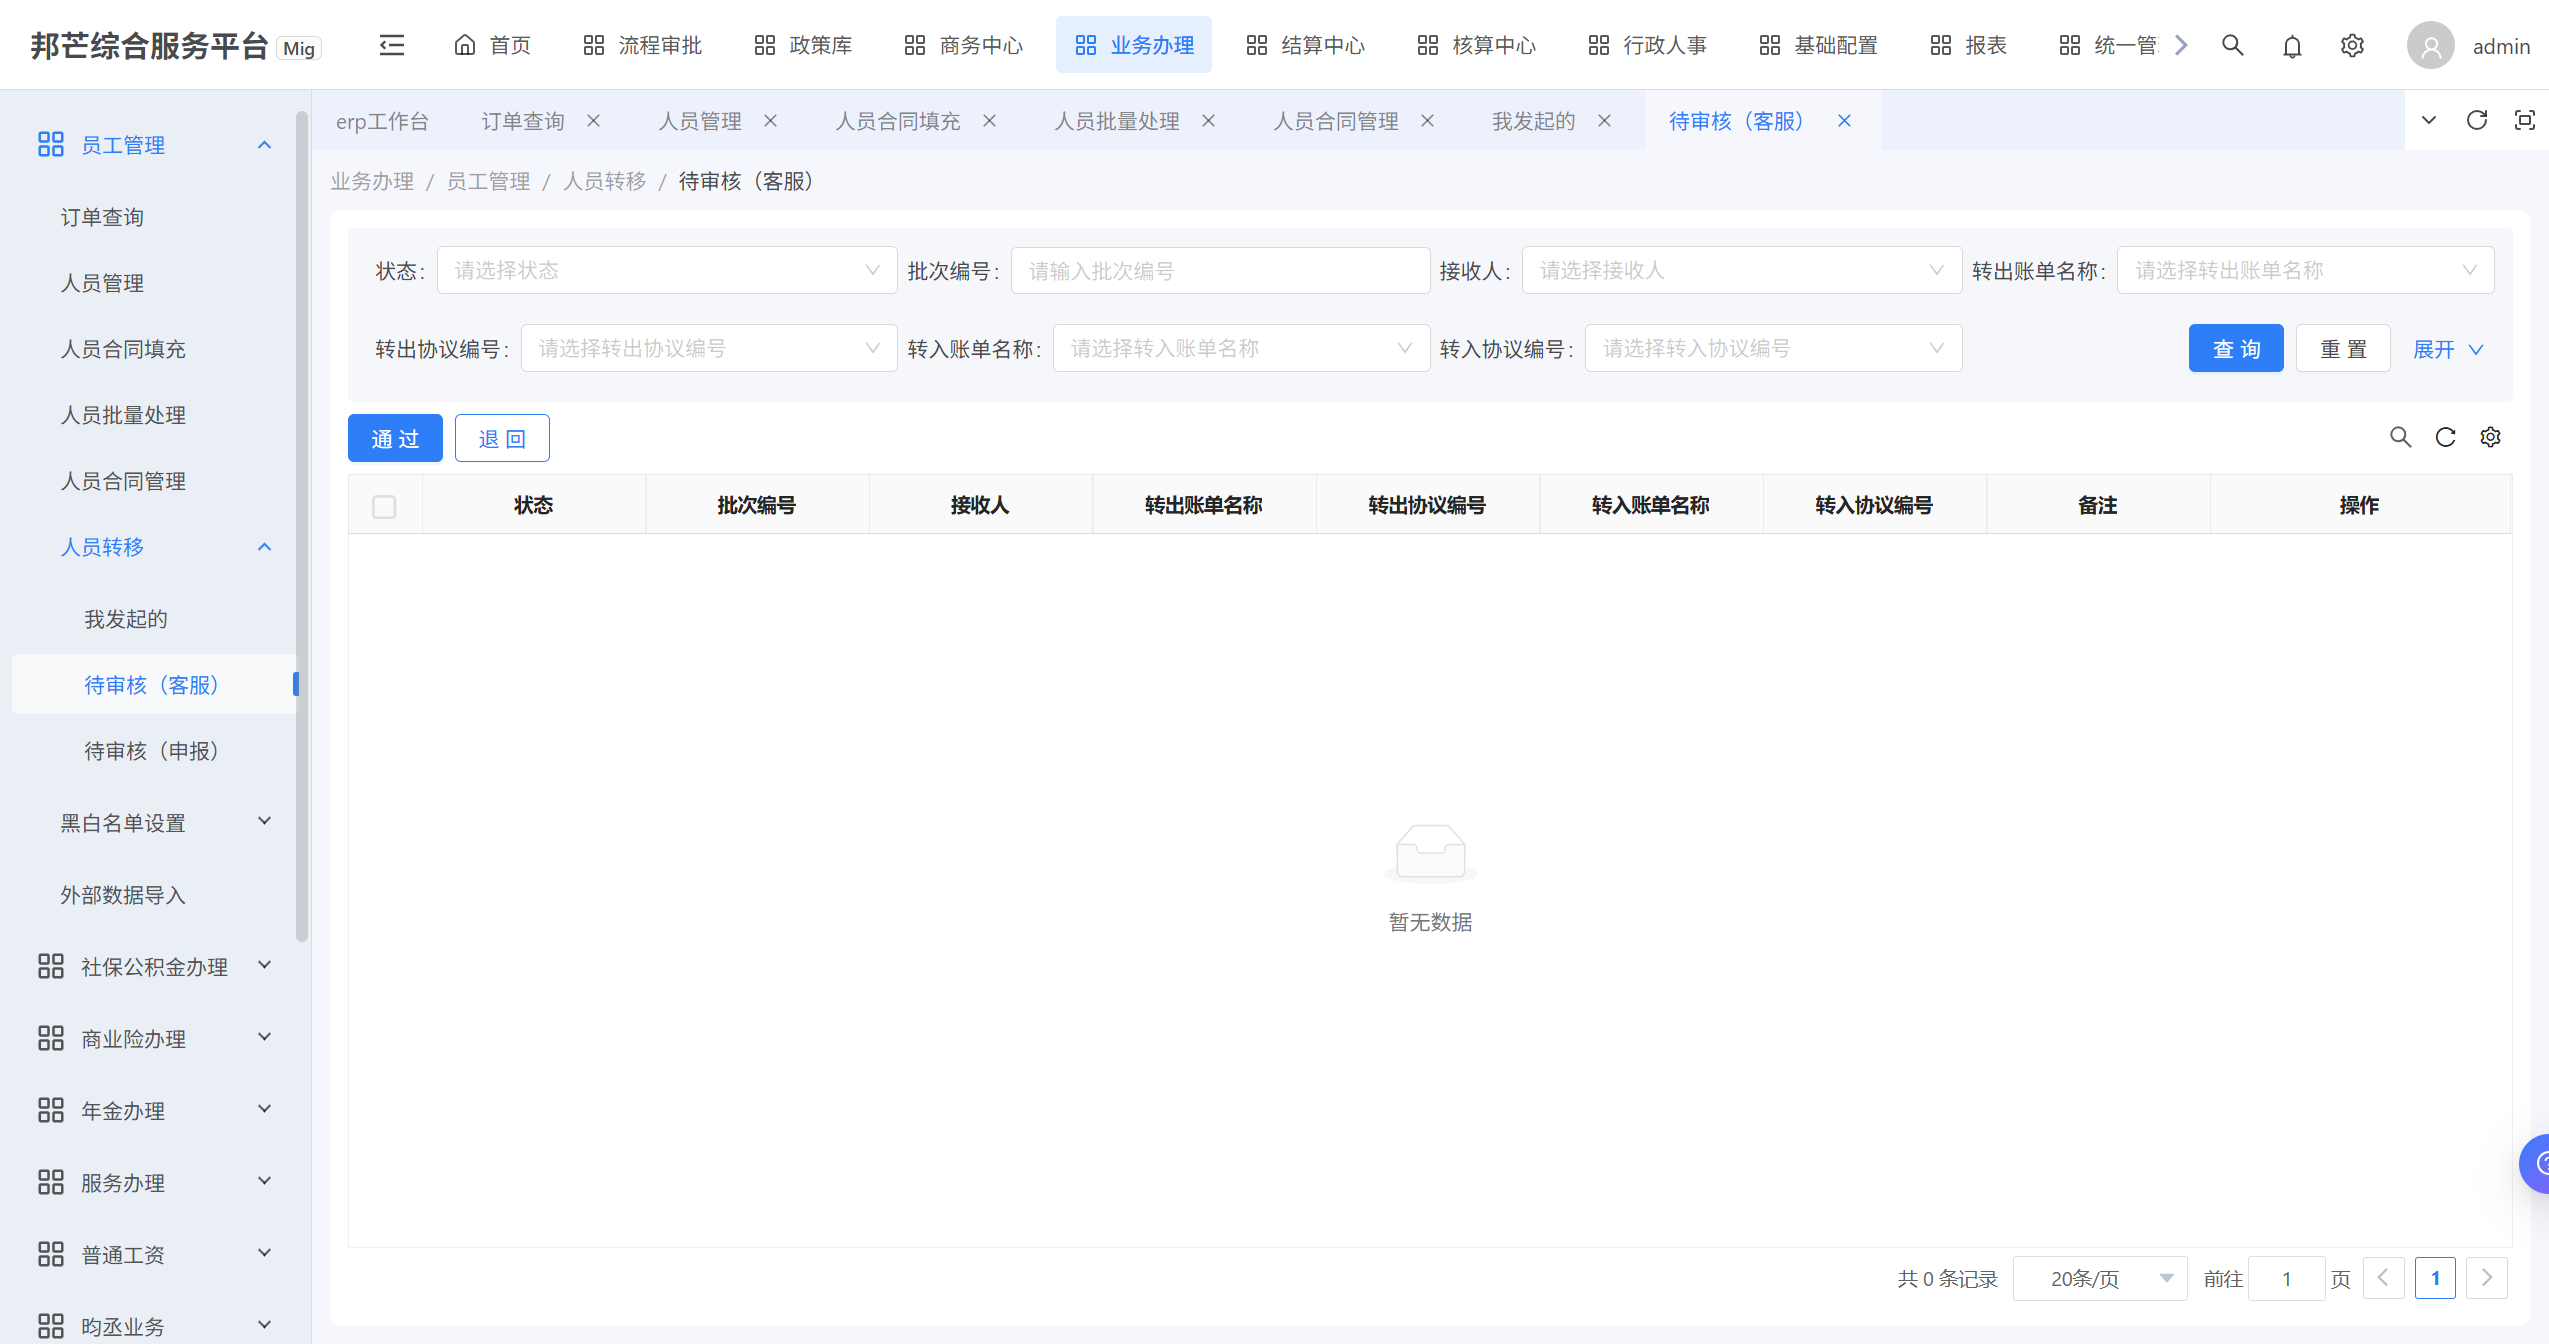 邦芒综合服务平台 Mig 首页 流程审批 政策库 商务中心 业务办理 结算中心 核算中心 行政人事 基础配置 报表 统一管 admin
erp工作台 订单查询 人员管理 人员合同填充 人员批量处理 人员合同管理 我发起的 待审核（客服）
业务办理 / 员工管理 / 人员转移 / 待审核（客服）
员工管理
订单查询
人员管理
人员合同填充
人员批量处理
人员合同管理
人员转移
我发起的
待审核（客服）
待审核（申报）
黑白名单设置
外部数据导入
社保公积金办理
商业险办理
年金办理
服务办理
普通工资
昀丞业务
状态: 请选择状态 批次编号: 请输入批次编号 接收人: 请选择接收人 转出账单名称: 请选择转出账单名称
转出协议编号: 请选择转出协议编号 转入账单名称: 请选择转入账单名称 转入协议编号: 请选择转入协议编号 查 询 重 置 展开
通 过 退 回
状态 批次编号 接收人 转出账单名称 转出协议编号 转入账单名称 转入协议编号 备注 操作
暂无数据
共 0 条记录 20条/页 前往 1 页 1